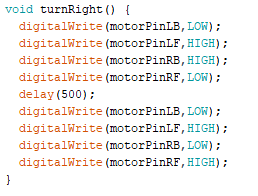 void turnRight() {
  digitalWrite(motorPinLB,LOW);
  digitalWrite(motorPinLF,HIGH);
  digitalWrite(motorPinRB,HIGH);
  digitalWrite(motorPinRF,LOW);
  delay(500);
  digitalWrite(motorPinLB,LOW);
  digitalWrite(motorPinLF,HIGH);
  digitalWrite(motorPinRB,LOW);
  digitalWrite(motorPinRF,HIGH);
}